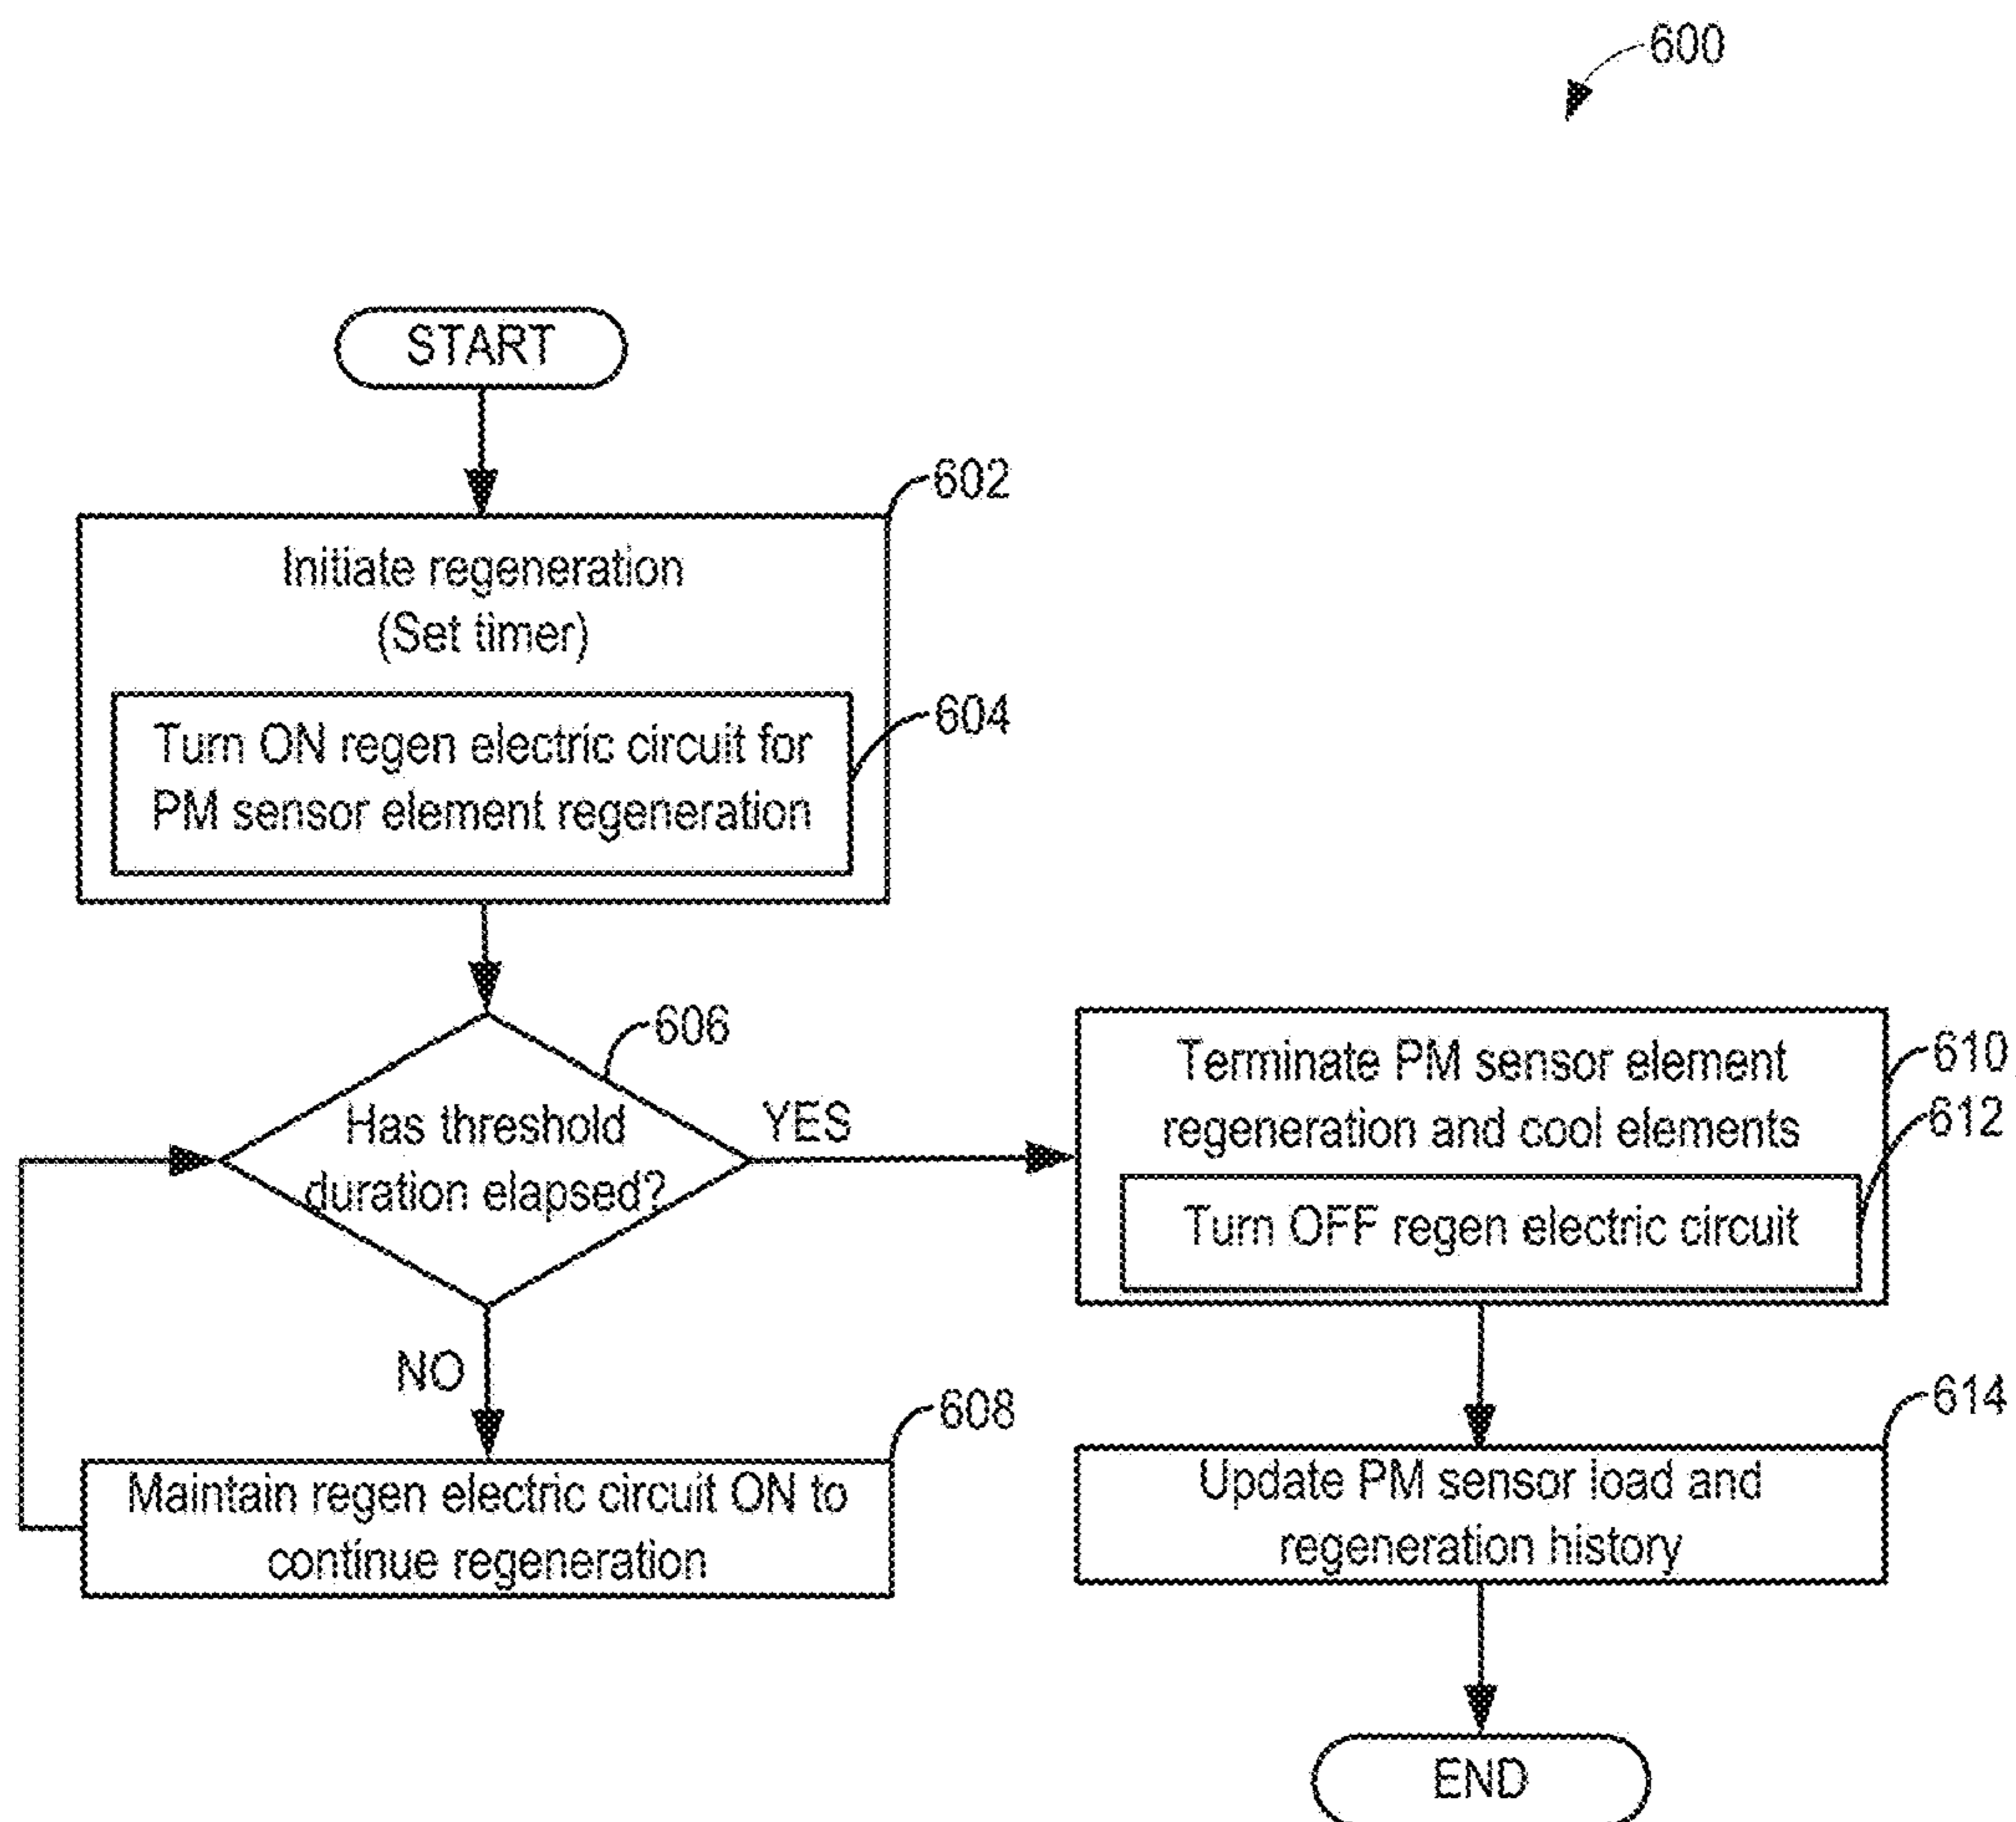 600
START
602
Initiate regeneration
(Set timer)
604
Turn ON regen electric circuit for
PM sensor element regeneration
606
Has threshold
duration elapsed?
YES
NO
608
Maintain regen electric circuit ON to
continue regeneration
610
Terminate PM sensor element
regeneration and cool elements
612
Turn OFF regen electric circuit
614
Update PM sensor load and
regeneration history
END